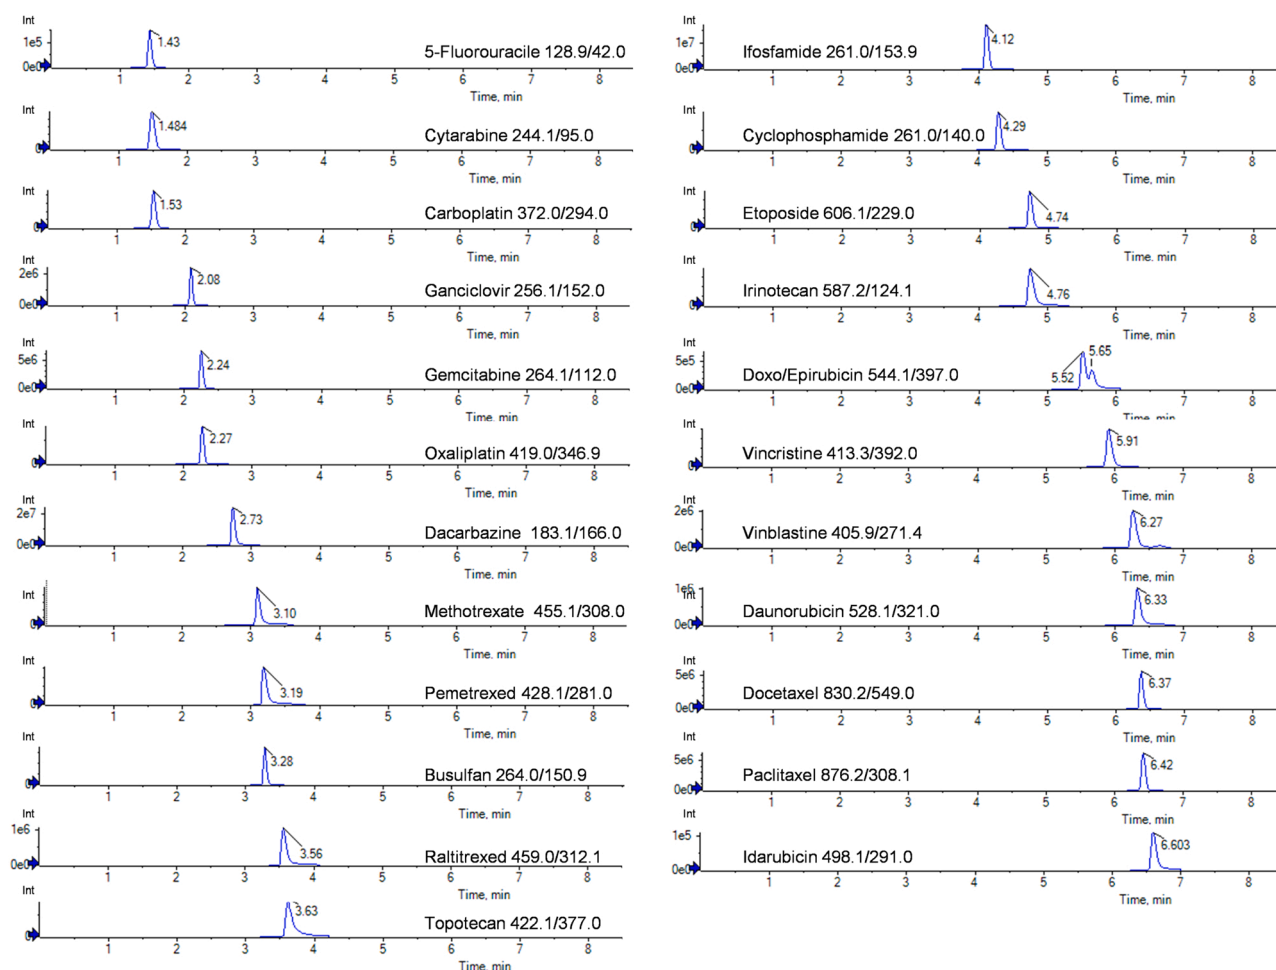 Int
1e5
0e0
1.43
5-Fluorouracile 128.9/42.0
1 2 3 4 5 6 7 8
Time, min
Int
0
1.484
Cytarabine 244.1/95.0
1 2 3 4 5 6 7 8
Time, min
Int
0
1.53
Carboplatin 372.0/294.0
1 2 3 4 5 6 7 8
Time, min
Int
2e6
0e0
2.08
Ganciclovir 256.1/152.0
1 2 3 4 5 6 7 8
Time, min
Int
5e6
0e0
2.24
Gemcitabine 264.1/112.0
1 2 3 4 5 6 7 8
Time, min
Int
0
2.27
Oxaliplatin 419.0/346.9
1 2 3 4 5 6 7 8
Time, min
Int
2e7
0e0
2.73
Dacarbazine 183.1/166.0
1 2 3 4 5 6 7 8
Time, min
Int
0
3.10
Methotrexate 455.1/308.0
1 2 3 4 5 6 7 8
Time, min
Int
0
3.19
Pemetrexed 428.1/281.0
1 2 3 4 5 6 7 8
Time, min
Int
0
3.28
Busulfan 264.0/150.9
1 2 3 4 5 6 7 8
Time, min
Int
1e6
0e0
3.56
Raltitrexed 459.0/312.1
1 2 3 4 5 6 7 8
Time, min
Int
0
3.63
Topotecan 422.1/377.0
1 2 3 4 5 6 7 8
Time, min
Int
1e7
0e0
4.12
Ifosfamide 261.0/153.9
1 2 3 4 5 6 7 8
Time, min
Int
0
4.29
Cyclophosphamide 261.0/140.0
1 2 3 4 5 6 7 8
Time, min
Int
0
4.74
Etoposide 606.1/229.0
1 2 3 4 5 6 7 8
Time, min
Int
0
4.76
Irinotecan 587.2/124.1
1 2 3 4 5 6 7 8
Time, min
Int
5e5
0e0
5.52
5.65
Doxo/Epirubicin 544.1/397.0
1 2 3 4 5 6 7 8
Time, min
Int
0
5.91
Vincristine 413.3/392.0
1 2 3 4 5 6 7 8
Time, min
Int
2e6
0e0
6.27
Vinblastine 405.9/271.4
1 2 3 4 5 6 7 8
Time, min
Int
1e6
0e0
6.33
Daunorubicin 528.1/321.0
1 2 3 4 5 6 7 8
Time, min
Int
5e6
0e0
6.37
Docetaxel 830.2/549.0
1 2 3 4 5 6 7 8
Time, min
Int
5e6
0e0
6.42
Paclitaxel 876.2/308.1
1 2 3 4 5 6 7 8
Time, min
Int
1e5
0e0
6.603
Idarubicin 498.1/291.0
1 2 3 4 5 6 7 8
Time, min